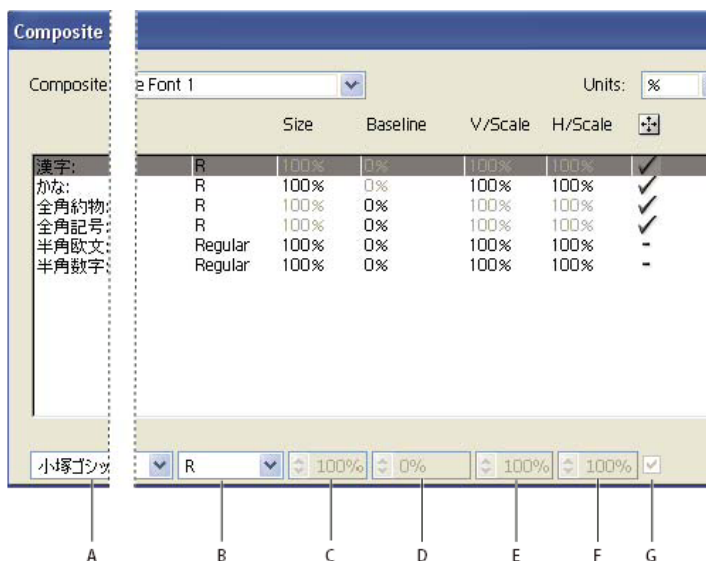 Composite
Composite e Font 1 Units: %
Size Baseline V/Scale H/Scale
漢字: R 100% 0% 100% 100%
かな: R 100% 0% 100% 100%
全角約物: R 100% 0% 100% 100%
全角記号: R 100% 0% 100% 100%
半角欧文: Regular 100% 0% 100% 100% -
半角数字: Regular 100% 0% 100% 100% -
小塚ゴシッ R 100% 0% 100% 100%
A B C D E F G